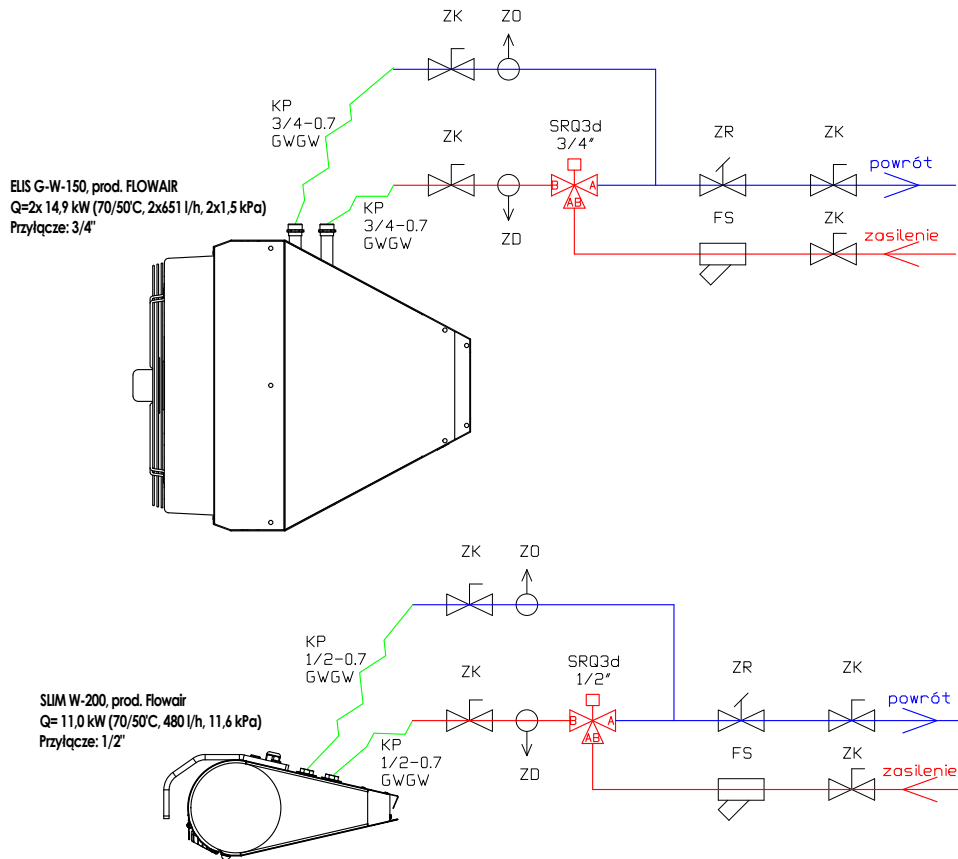 ZK
ZO
KP
3/4-0.7
GWGW
ZK
SRQ3d
3/4"
ZR
ZK
powrót
B
A
AB
ELIS G-W-150, prod. FLOWAIR
Q=2x 14,9 kW (70/50'C, 2x651 l/h, 2x1,5 kPa)
Przyłącze: 3/4"
KP
3/4-0.7
GWGW
ZD
FS
ZK
zasilenie
ZK
ZO
KP
1/2-0.7
GWGW
ZK
SRQ3d
1/2"
ZR
ZK
powrót
B
A
AB
SLIM W-200, prod. Flowair
Q= 11,0 kW (70/50'C, 480 l/h, 11,6 kPa)
Przyłącze: 1/2"
KP
1/2-0.7
GWGW
ZD
FS
ZK
zasilenie